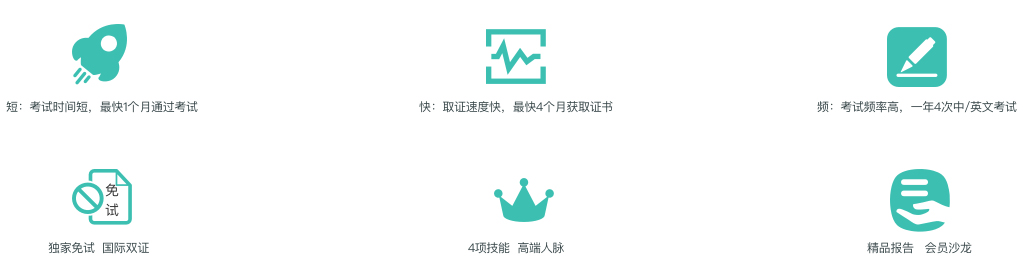 短：考试时间短，最快1个月通过考试
快：取证速度快，最快4个月获取证书
频：考试频率高，一年4次中/英文考试
免
试
独家免试 国际双证
4项技能 高端人脉
精品报告 会员沙龙